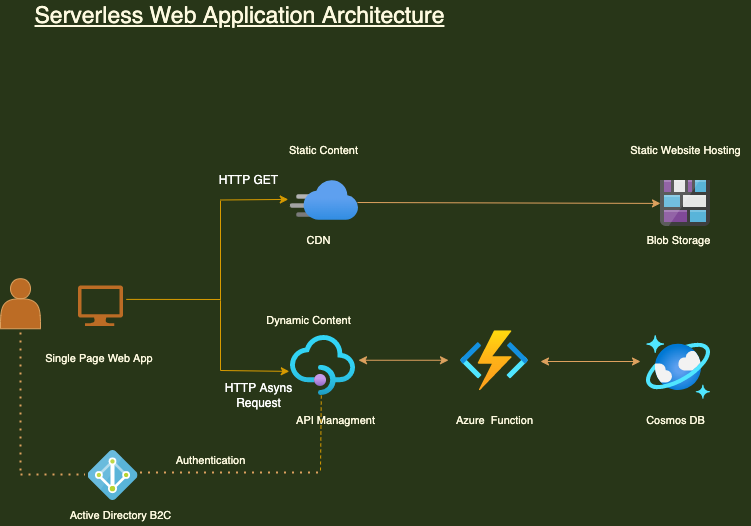 Serverless Web Application Architecture
Static Content
Static Website Hosting
HTTP GET
CDN
Blob Storage
Dynamic Content
Single Page Web App
HTTP Asyns
Request
API Managment
Azure Function
Cosmos DB
Authentication
Active Directory B2C